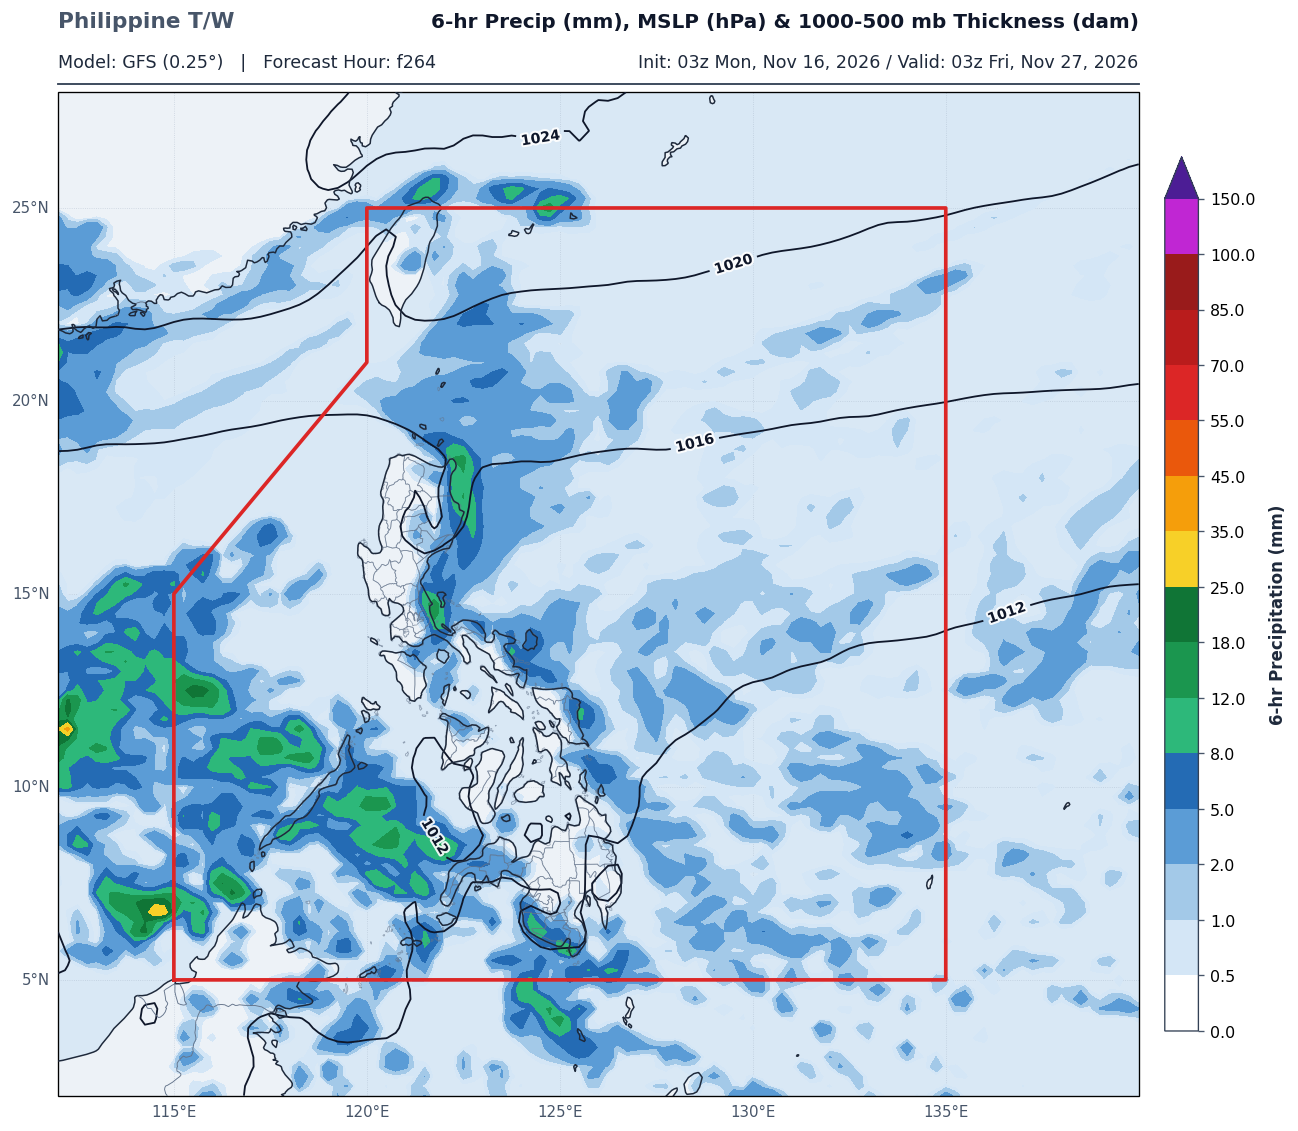 Philippine T/W
6-hr Precip (mm), MSLP (hPa) & 1000-500 mb Thickness (dam)
Model: GFS (0.25°) | Forecast Hour: f264
Init: 03z Mon, Nov 16, 2026 / Valid: 03z Fri, Nov 27, 2026
1024
1020
1016
1012
1012
25°N
20°N
15°N
10°N
5°N
115°E
120°E
125°E
130°E
135°E
150.0
100.0
85.0
70.0
55.0
45.0
35.0
25.0
18.0
12.0
8.0
5.0
2.0
1.0
0.5
0.0
6-hr Precipitation (mm)